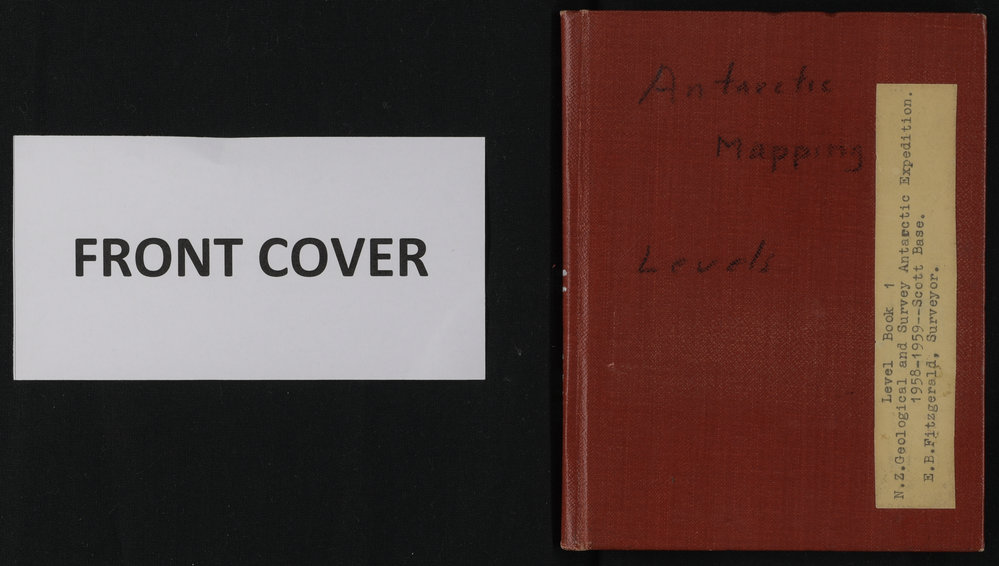 FRONT COVER
Antarctic
Mapping
Levels
Level Book 1
N.Z.Geological and Survey Antarctic Expedition.
1958-1959--Scott Base.
E.B.Fitzgerald, Surveyor.